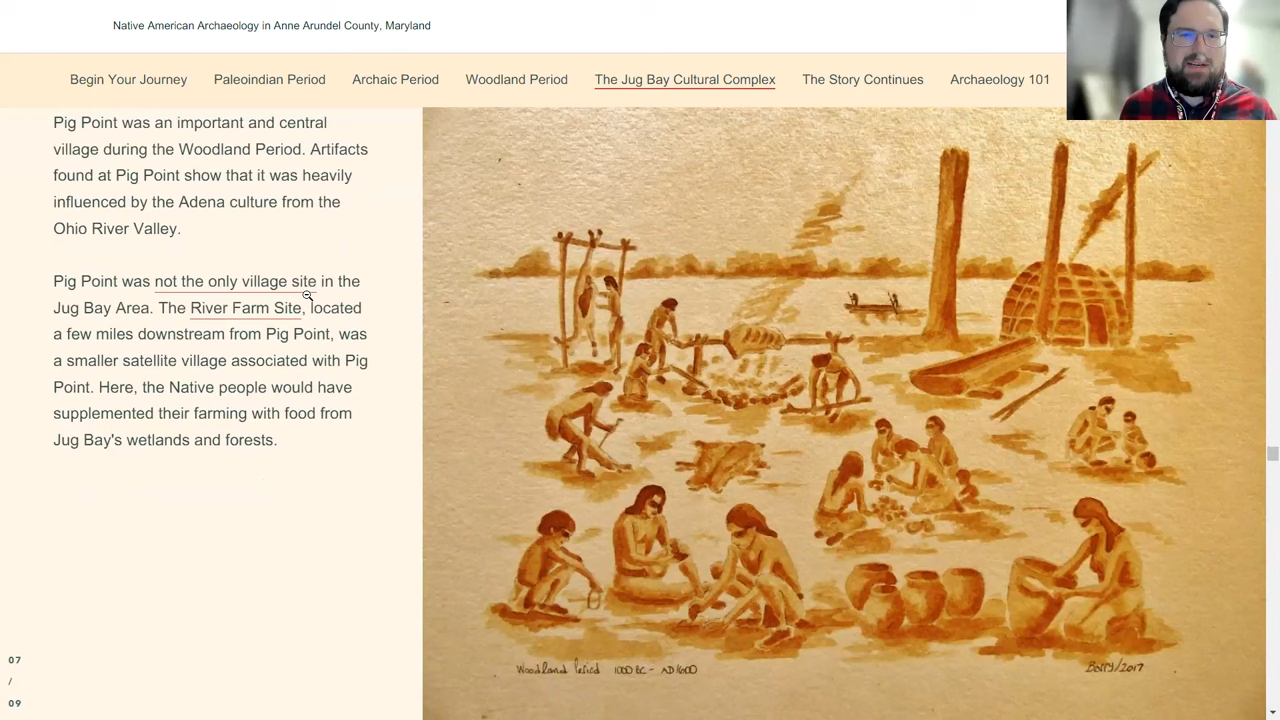 Native American Archaeology in Anne Arundel County, Maryland
Begin Your Journey Paleoindian Period Archaic Period Woodland Period The Jug Bay Cultural Complex The Story Continues Archaeology 101
Pig Point was an important and central
village during the Woodland Period. Artifacts
found at Pig Point show that it was heavily
influenced by the Adena culture from the
Ohio River Valley.
Pig Point was not the only village site in the
Jug Bay Area. The River Farm Site, located
a few miles downstream from Pig Point, was
a smaller satellite village associated with Pig
Point. Here, the Native people would have
supplemented their farming with food from
Jug Bay's wetlands and forests.
07
/
09
Woodland Period 1000 BC - AD 1600
Barry/2017